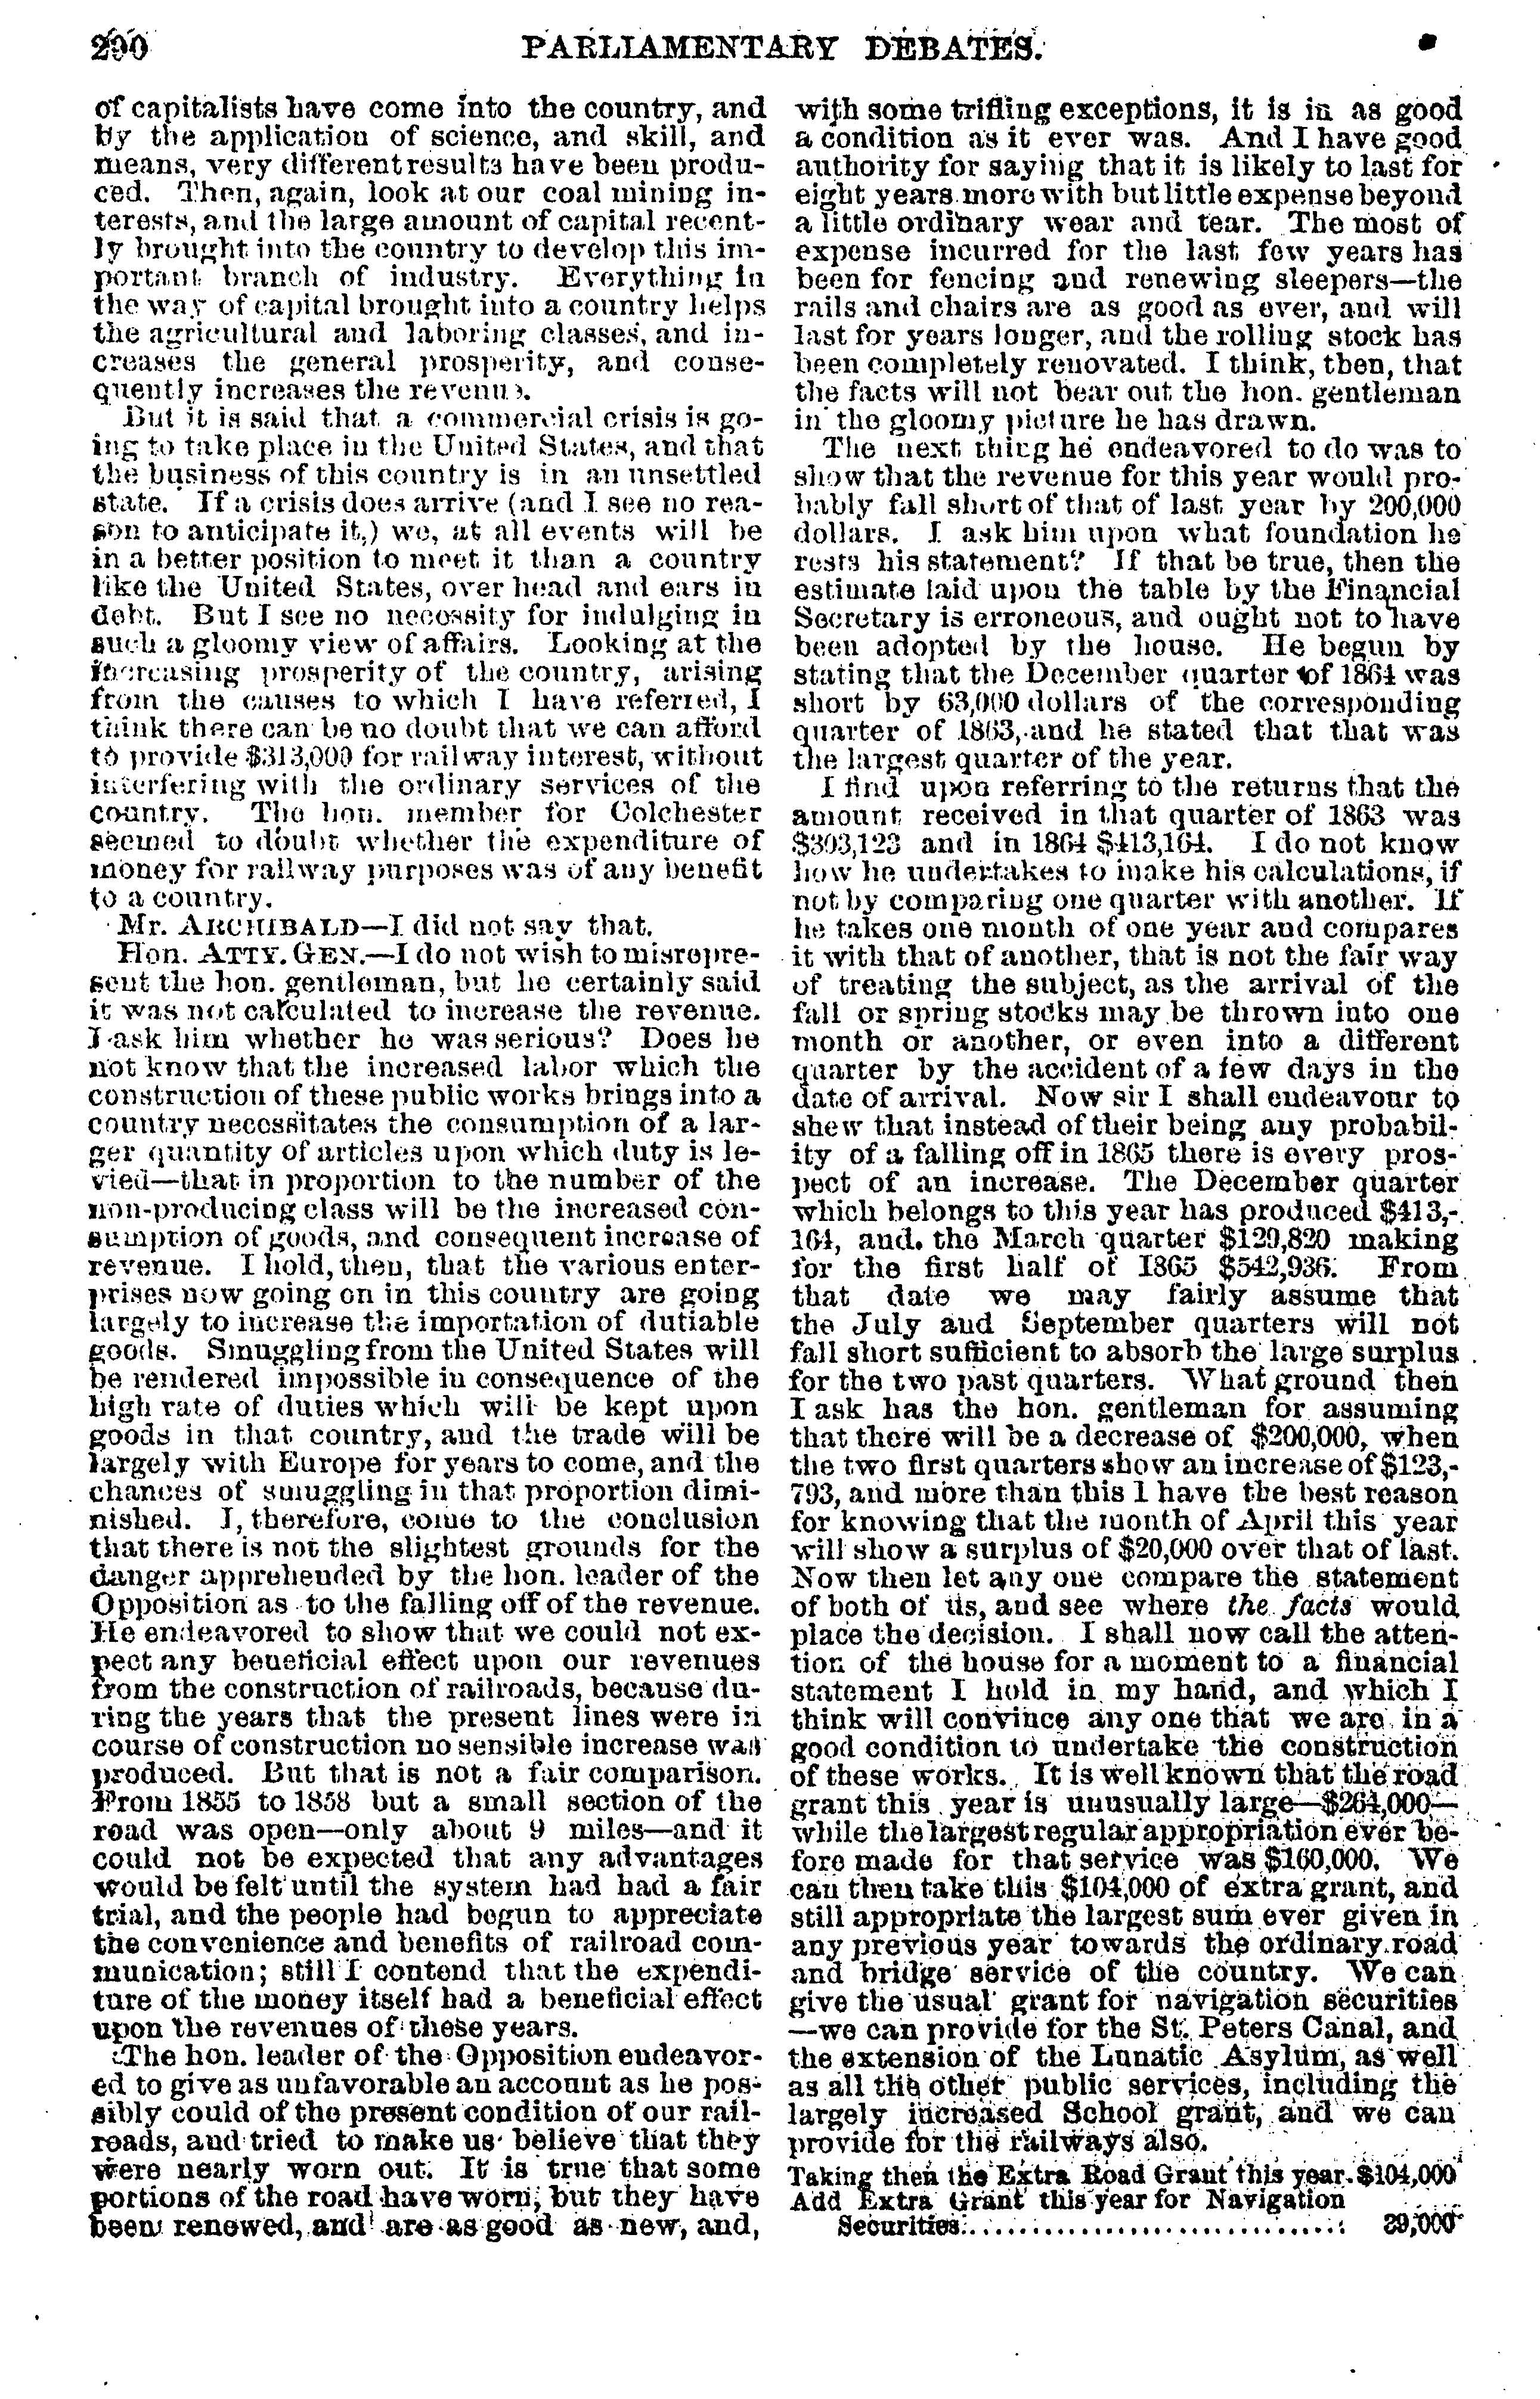 290
PARLIAMENTARY DEBATES.
of capitalists have come into the country, and
by the application of science, and skill, and
means, very different results have been produ-
ced. Then, again, look at our coal mining in-
terests, and the large amount of capital recent-
ly brought into the country to develop this im-
portant branch of industry. Everything in
the way of capital brought into a country helps
the agricultural and laboring classes, and in-
creases the general prosperity, and conse-
quently increases the revenue.
But it is said that a commercial crisis is go-
ing to take place in the United States, and that
the business of this country is in an unsettled
state. If a crisis does arrive (and I see no rea-
son to anticipate it,) we, at all events will be
in a better position to meet it than a country
like the United States, over head and ears in
debt. But I see no necossity for indulging in
such a gloomy view of affairs. Looking at the
increasing prosperity of the country, arising
from the causes to which I have referred, I
think there can be no doubt that we can afford
to provide $313,000 for railway interest, without
interfering with the ordinary services of the
country. The hon. member for Colchester
seemed to doubt whether the expenditure of
money for railway purposes was of any benefit
to a country.
Mr. ARCHIBALD—I did not say that.
Hon. ATTY. GEN.—I do not wish to misrepre-
sent the hon. gentleman, but he certainly said
it was not calculated to increase the revenue.
I ask him whether he was serious? Does he
not know that the increased labor which the
construction of these public works brings into a
country necessitates the consumption of a lar-
ger quantity of articles upon which duty is le-
vied—that in proportion to the number of the
non-producing class will be the increased con-
sumption of goods, and consequent increase of
revenue. I hold, then, that the various enter-
prises now going on in this country are going
largely to increase the importation of dutiable
goods. Smuggling from the United States will
be rendered impossible in consequence of the
high rate of duties which will be kept upon
goods in that country, and the trade will be
largely with Europe for years to come, and the
chances of smuggling in that proportion dimi-
nished. I, therefore, come to the conclusion
that there is not the slightest grounds for the
danger apprehended by the hon. leader of the
Opposition as to the falling off of the revenue.
He endeavored to show that we could not ex-
pect any beneficial effect upon our revenues
from the construction of railroads, because du-
ring the years that the present lines were in
course of construction no sensible increase was
produced. But that is not a fair comparison.
From 1855 to 1858 but a small section of the
road was open—only about 9 miles—and it
could not be expected that any advantages
would be felt until the system had had a fair
trial, and the people had begun to appreciate
the convenience and benefits of railroad com-
munication; still I contend that the expendi-
ture of the money itself had a beneficial effect
upon the revenues of these years.
The hon. leader of the Opposition endeavor-
ed to give as unfavorable an account as he pos-
sibly could of the present condition of our rail-
roads, and tried to make us believe that they
were nearly worn out. It is true that some
portions of the road have worn, but they have
been renewed, and are as good as new, and,
with some trifling exceptions, it is in as good
a condition as it ever was. And I have good
authority for saying that it is likely to last for
eight years more with but little expense beyond
a little ordinary wear and tear. The most of
expense incurred for the last few years has
been for fencing and renewing sleepers—the
rails and chairs are as good as ever, and will
last for years longer, and the rolling stock has
been completely renovated. I think, then, that
the facts will not bear out the hon. gentleman
in the gloomy picture he has drawn.
The next thing he endeavored to do was to
show that the revenue for this year would pro-
bably fall short of that of last year by 200,000
dollars. I ask him upon what foundation he
rests his statement? If that be true, then the
estimate laid upon the table by the Financial
Secretary is erroneous, and ought not to have
been adopted by the house. He begun by
stating that the December quarter of 1864 was
short by 63,000 dollars of the corresponding
quarter of 1863, and he stated that that was
the largest quarter of the year.
I find upon referring to the returns that the
amount received in that quarter of 1863 was
$303,123 and in 1864 $413,164. I do not know
how he undertakes to make his calculations, if
not by comparing one quarter with another. If
he takes one month of one year and compares
it with that of another, that is not the fair way
of treating the subject, as the arrival of the
fall or spring stocks may be thrown into one
month or another, or even into a different
quarter by the accident of a few days in the
date of arrival. Now sir I shall endeavour to
shew that instead of their being any probabil-
ity of a falling off in 1865 there is every pros-
pect of an increase. The December quarter
which belongs to this year has produced $413,-
164, and. the March quarter $129,820 making
for the first half of 1865 $542,936. From
that date we may fairly assume that
the July and September quarters will not
fall short sufficient to absorb the large surplus
for the two past quarters. What ground then
I ask has the hon. gentleman for assuming
that there will be a decrease of $200,000, when
the two first quarters show an increase of $123,-
793, and more than this I have the best reason
for knowing that the month of April this year
will show a surplus of $20,000 over that of last.
Now then let any one compare the statement
of both of us, and see where the facts would
place the decision. I shall now call the atten-
tion of the house for a moment to a financial
statement I hold in my hand, and which I
think will convince any one that we are in a
good condition to undertake the construction
of these works. It is well known that the road
grant this year is unusually large—$264,000—
while the largest regular appropriation ever be-
fore made for that service was $160,000. We
can then take this $104,000 of extra grant, and
still appropriate the largest sum ever given in
any previous year towards the ordinary road
and bridge service of the country. We can
give the usual grant for navigation securities
—we can provide for the St. Peters Canal, and
the extension of the Lunatic Asylum, as well
as all the other public services, including the
largely increased School grant, and we can
provide for the railways also.
Taking then the Extra Road Grant this year. $104,000
Add Extra Grant this year for Navigation
Securities.............................. 39,000